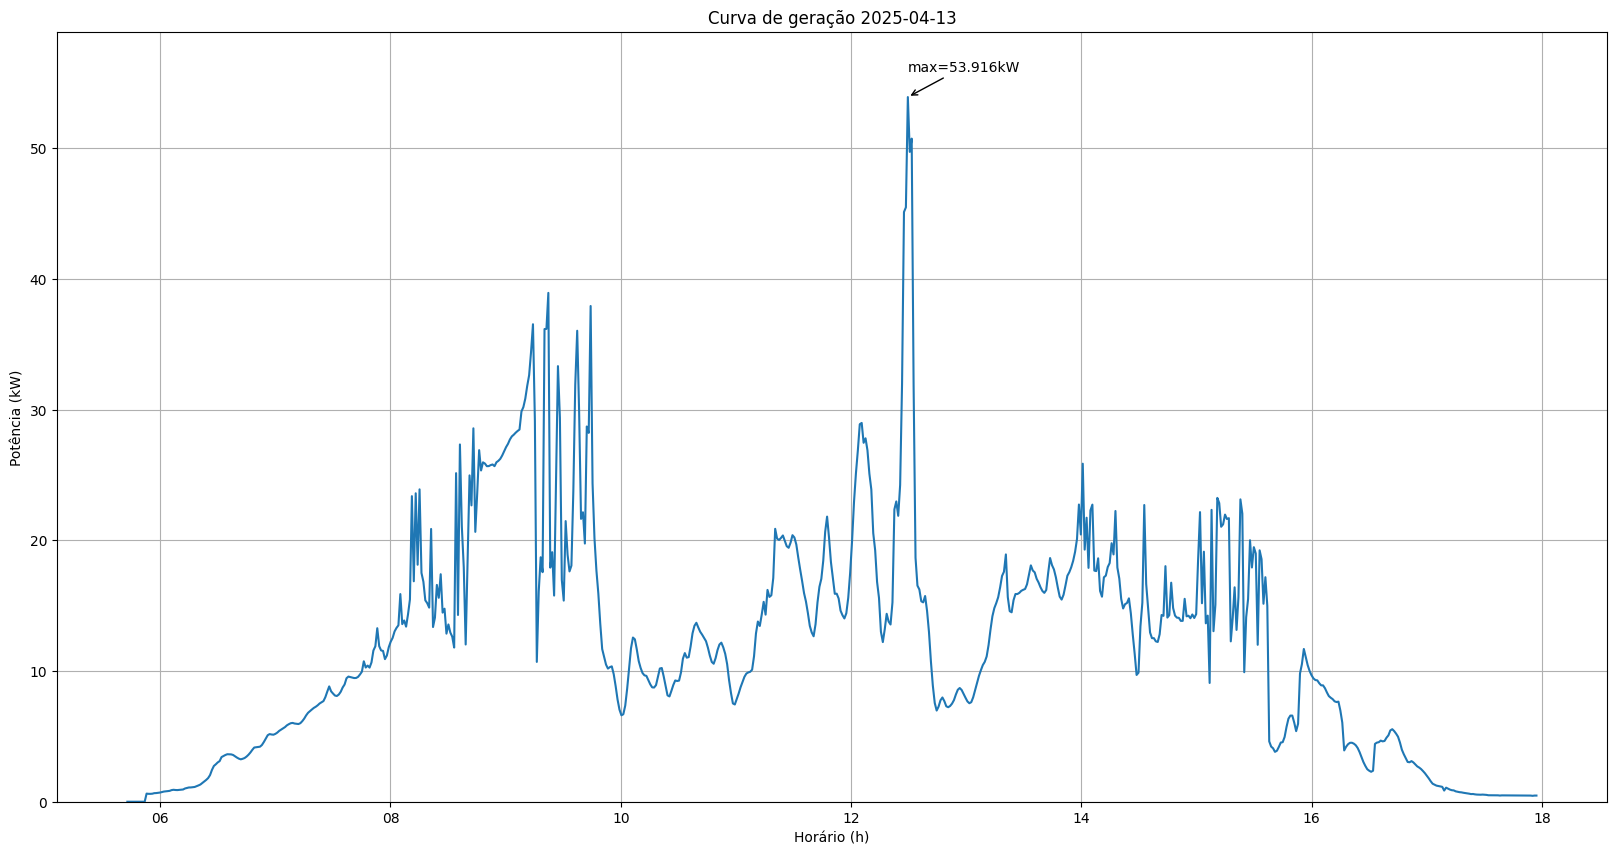 Curva de geração 2025-04-13
max=53.916kW
Potência (kW)
50
40
30
20
10
0
06 08 10 12 14 16 18
Horário (h)